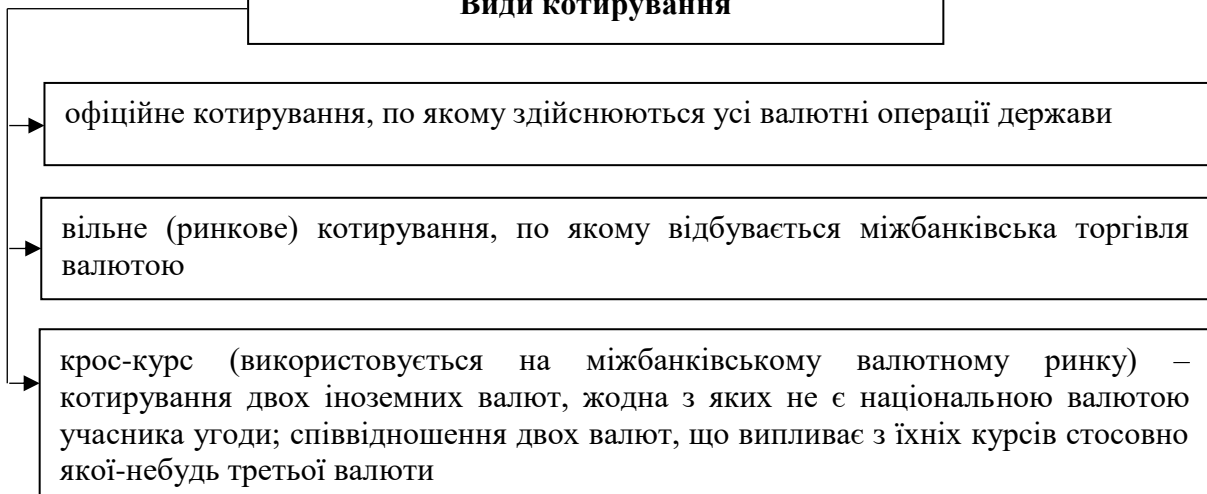 Види котирування
офіційне котирування, по якому здійснюються усі валютні операції держави
вільне (ринкове) котирування, по якому відбувається міжбанківська торгівля
валютою
крос-курс (використовується на міжбанківському валютному ринку) –
котирування двох іноземних валют, жодна з яких не є національною валютою
учасника угоди; співвідношення двох валют, що випливає з їхніх курсів стосовно
якої-небудь третьої валюти